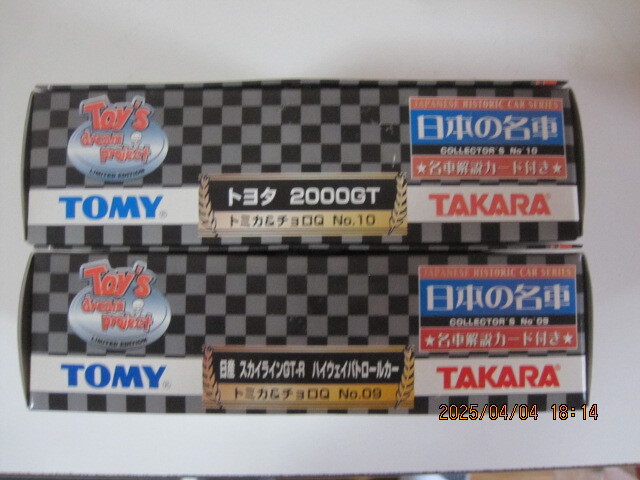 Toy's
dream
project
LIMITED EDITION
JAPANESE HISTORIC CAR SERIES
日本の名車
COLLECTOR'S No 10
★名車解説カード付き★
トヨタ 2000GT
トミカ&チョロQ No.10
TOMY
TAKARA
Toy's
dream
project
LIMITED EDITION
JAPANESE HISTORIC CAR SERIES
日本の名車
COLLECTOR'S No 09
★名車解説カード付き★
日産 スカイラインGT-R ハイウェイパトロールカー
トミカ&チョロQ No.09
TOMY
TAKARA
2025/04/04 18:14